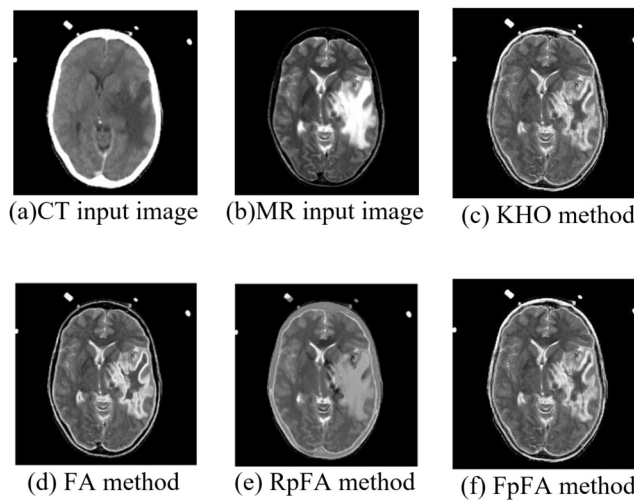 (a)CT input image
(b)MR input image
(c) KHO method
(d) FA method
(e) RpFA method
(f) FpFA method